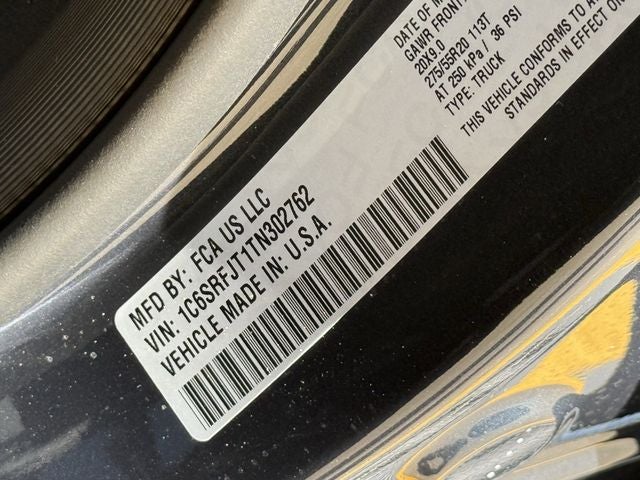 MFD BY: FCA US LLC
VIN: 1C6SRFJT1TN302762
VEHICLE MADE IN: U.S.A.
DATE OF M
GAWR FRONT
20X9.0
275/55R20 113T
AT 250 kPa / 36 PSI
TYPE: TRUCK
THIS VEHICLE CONFORMS TO A
STANDARDS IN EFFECT ON